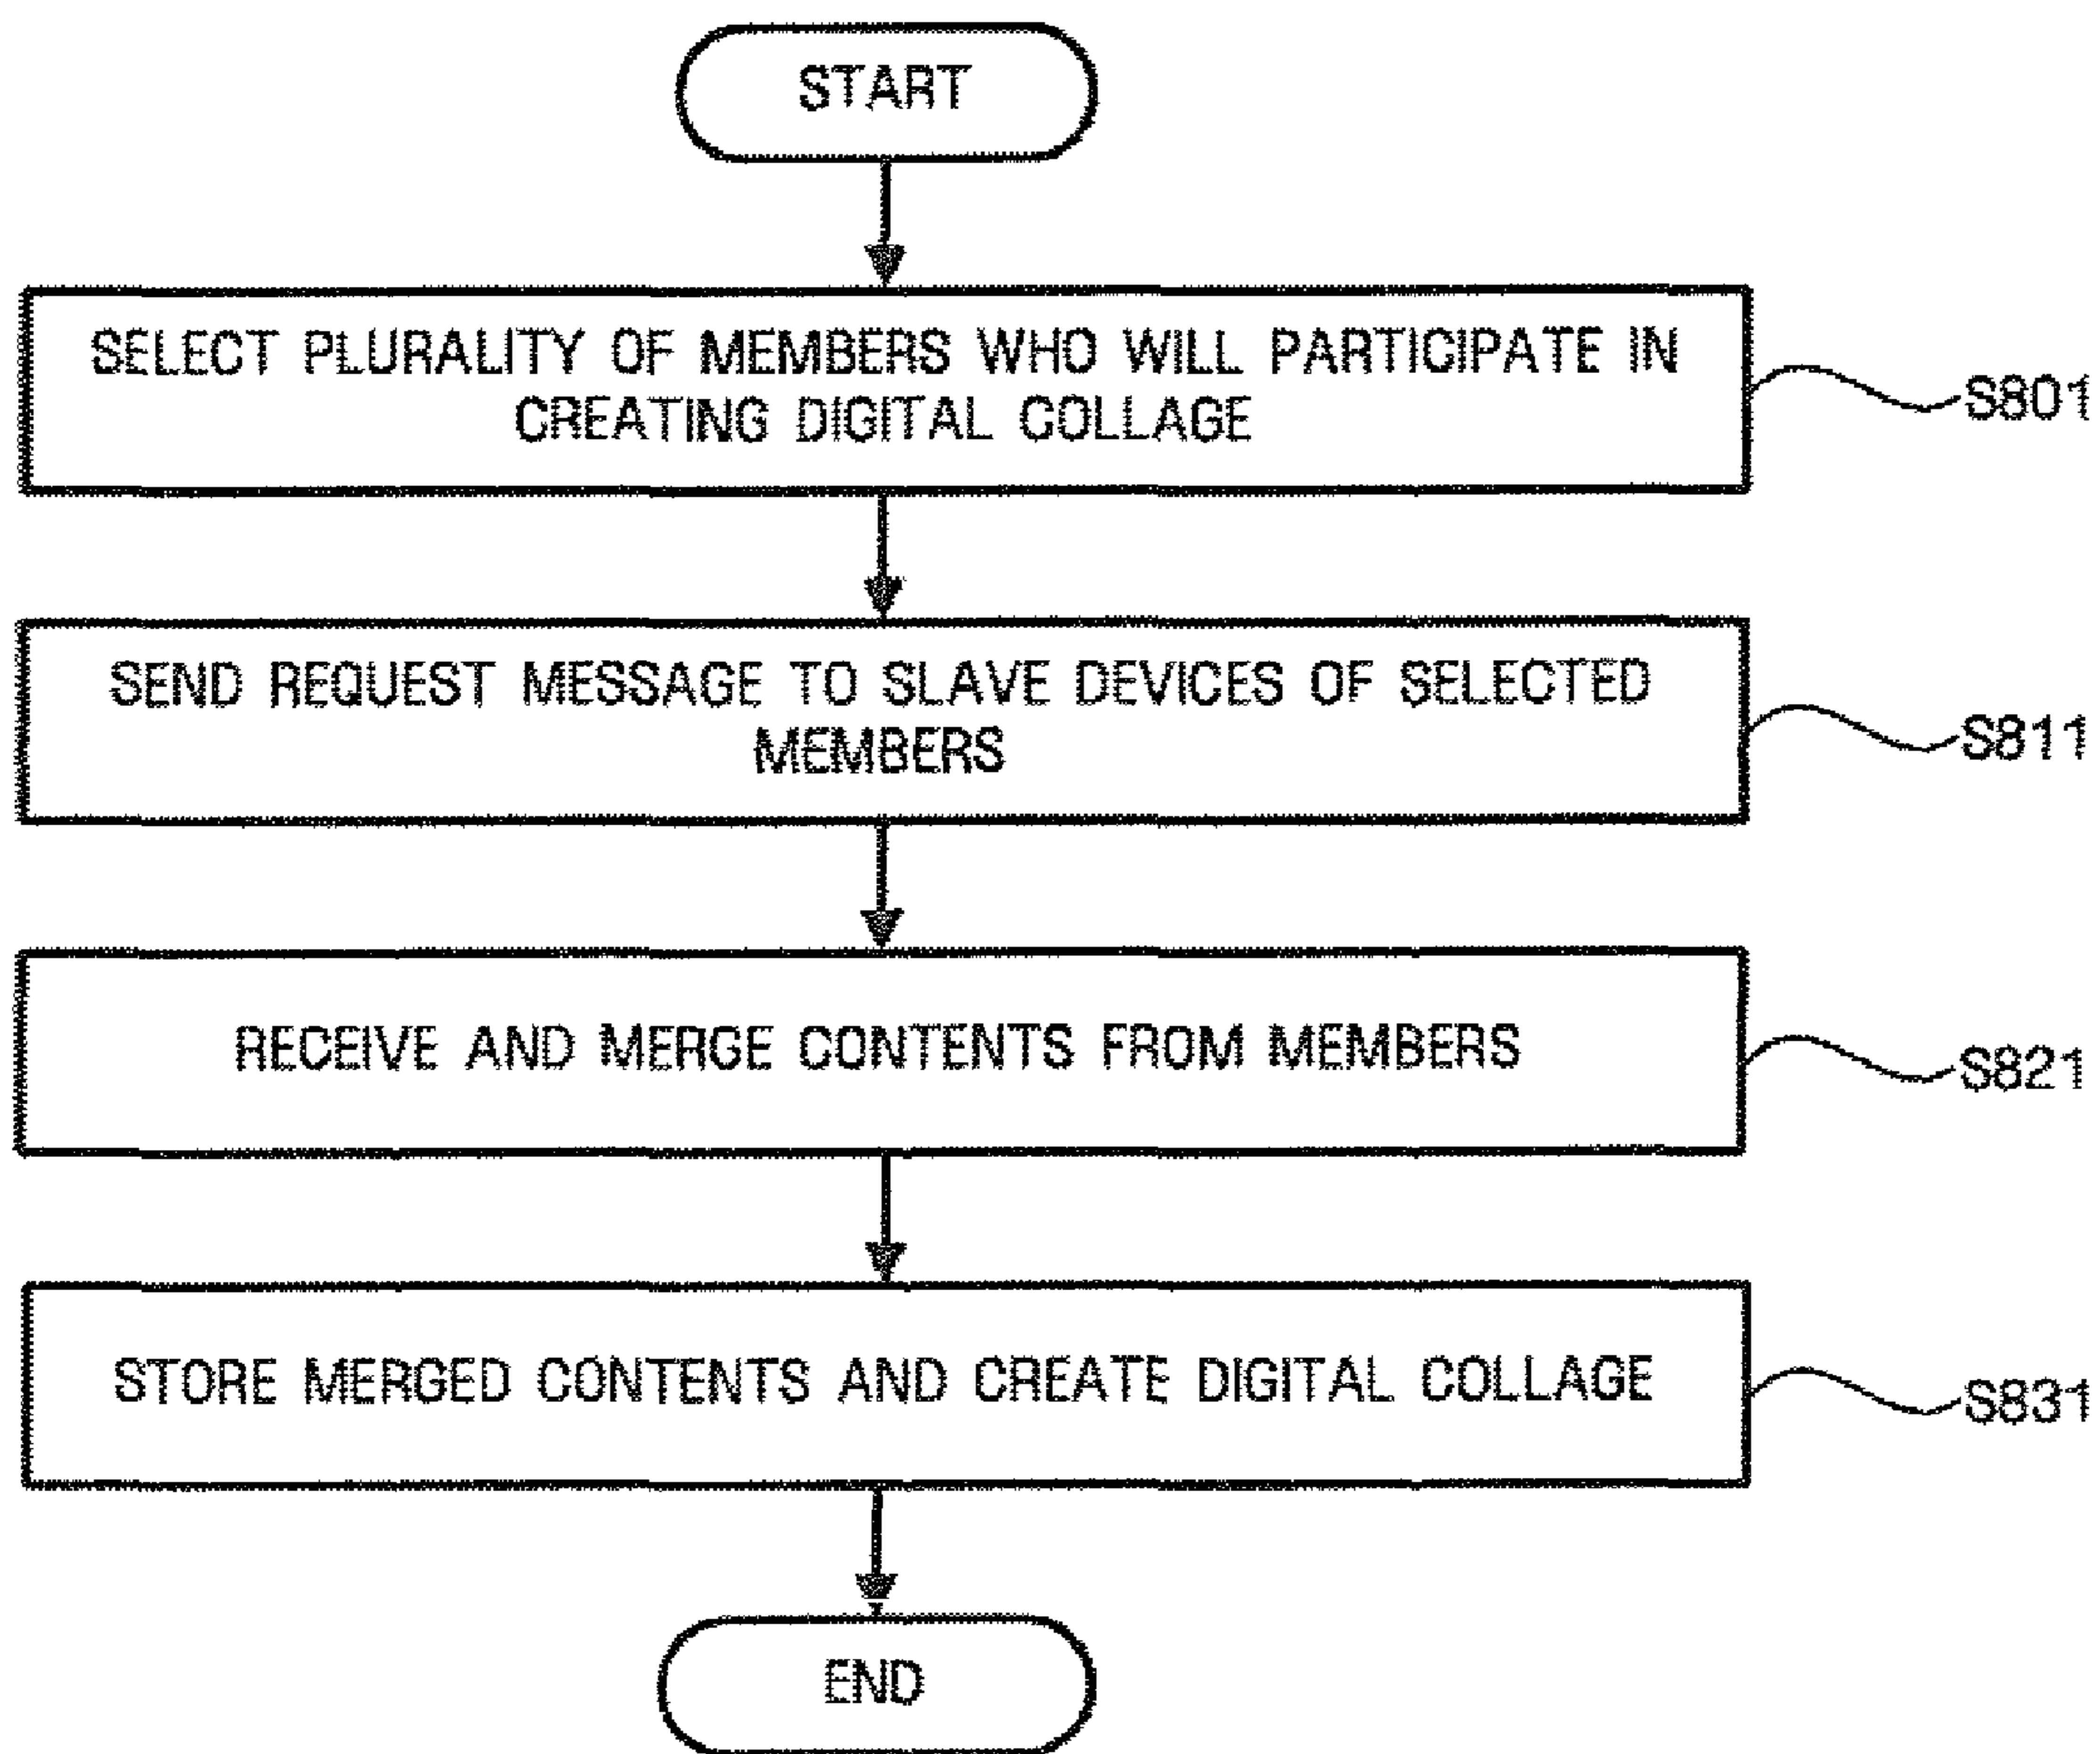 START
SELECT PLURALITY OF MEMBERS WHO WILL PARTICIPATE IN
CREATING DIGITAL COLLAGE
S801
SEND REQUEST MESSAGE TO SLAVE DEVICES OF SELECTED
MEMBERS
S811
RECEIVE AND MERGE CONTENTS FROM MEMBERS
S821
STORE MERGED CONTENTS AND CREATE DIGITAL COLLAGE
S831
END